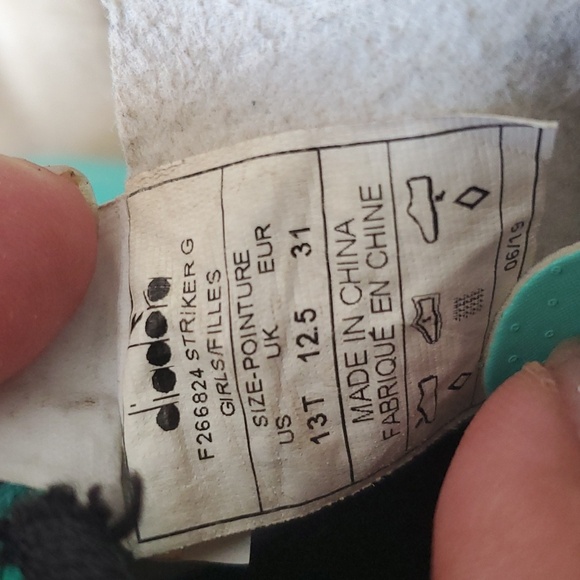 diadora
F266824 STRIKER G
GIRLS/FILLES
SIZE-POINTURE
US UK EUR
13T 12.5 31
MADE IN CHINA
FABRIQUÉ EN CHINE
06/19